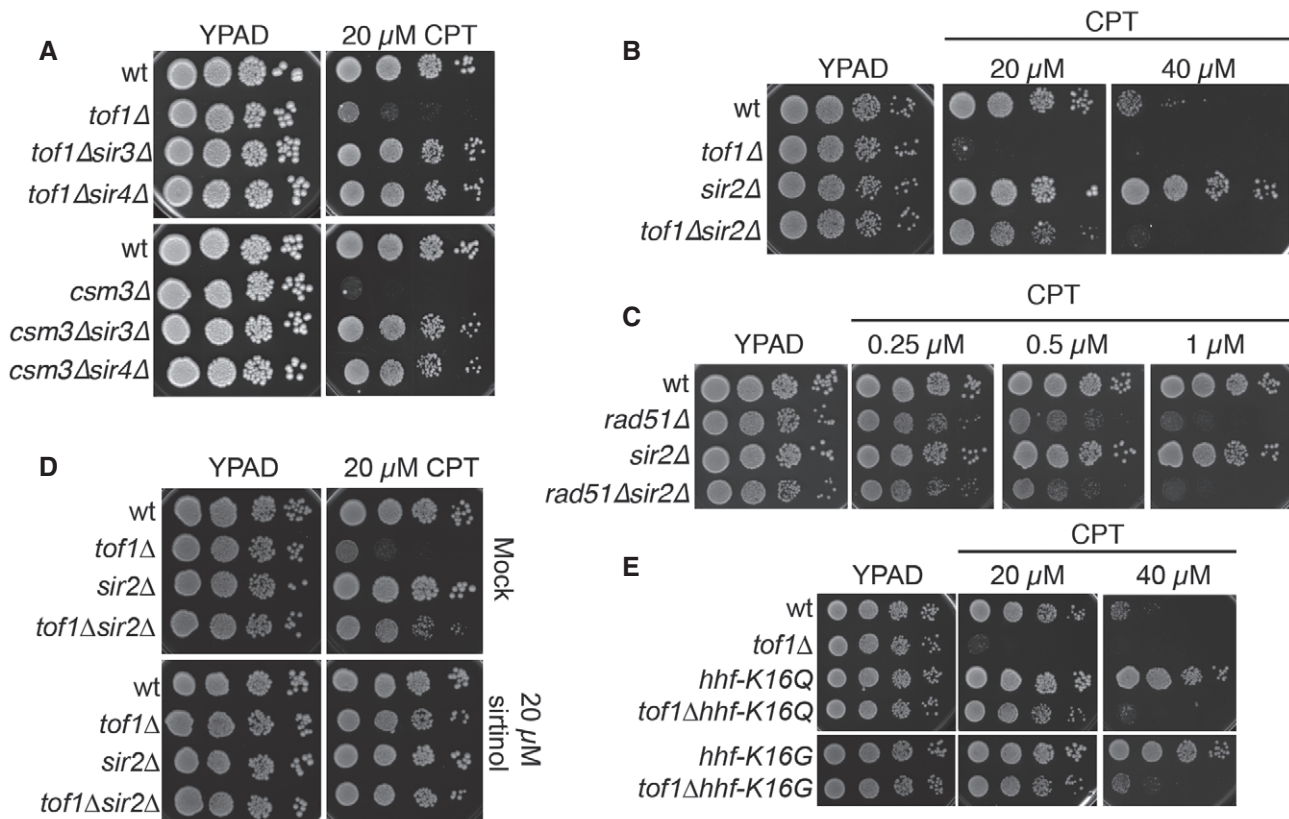 A
YPAD 20 µM CPT
wt
tof1Δ
tof1Δsir3Δ
tof1Δsir4Δ
wt
csm3Δ
csm3Δsir3Δ
csm3Δsir4Δ
B
CPT
YPAD 20 µM 40 µM
wt
tof1Δ
sir2Δ
tof1Δsir2Δ
C
CPT
YPAD 0.25 µM 0.5 µM 1 µM
wt
rad51Δ
sir2Δ
rad51Δsir2Δ
D
YPAD 20 µM CPT
wt
tof1Δ
sir2Δ
tof1Δsir2Δ
Mock
wt
tof1Δ
sir2Δ
tof1Δsir2Δ
20 µM
sirtinol
E
CPT
YPAD 20 µM 40 µM
wt
tof1Δ
hhf-K16Q
tof1Δhhf-K16Q
hhf-K16G
tof1Δhhf-K16G